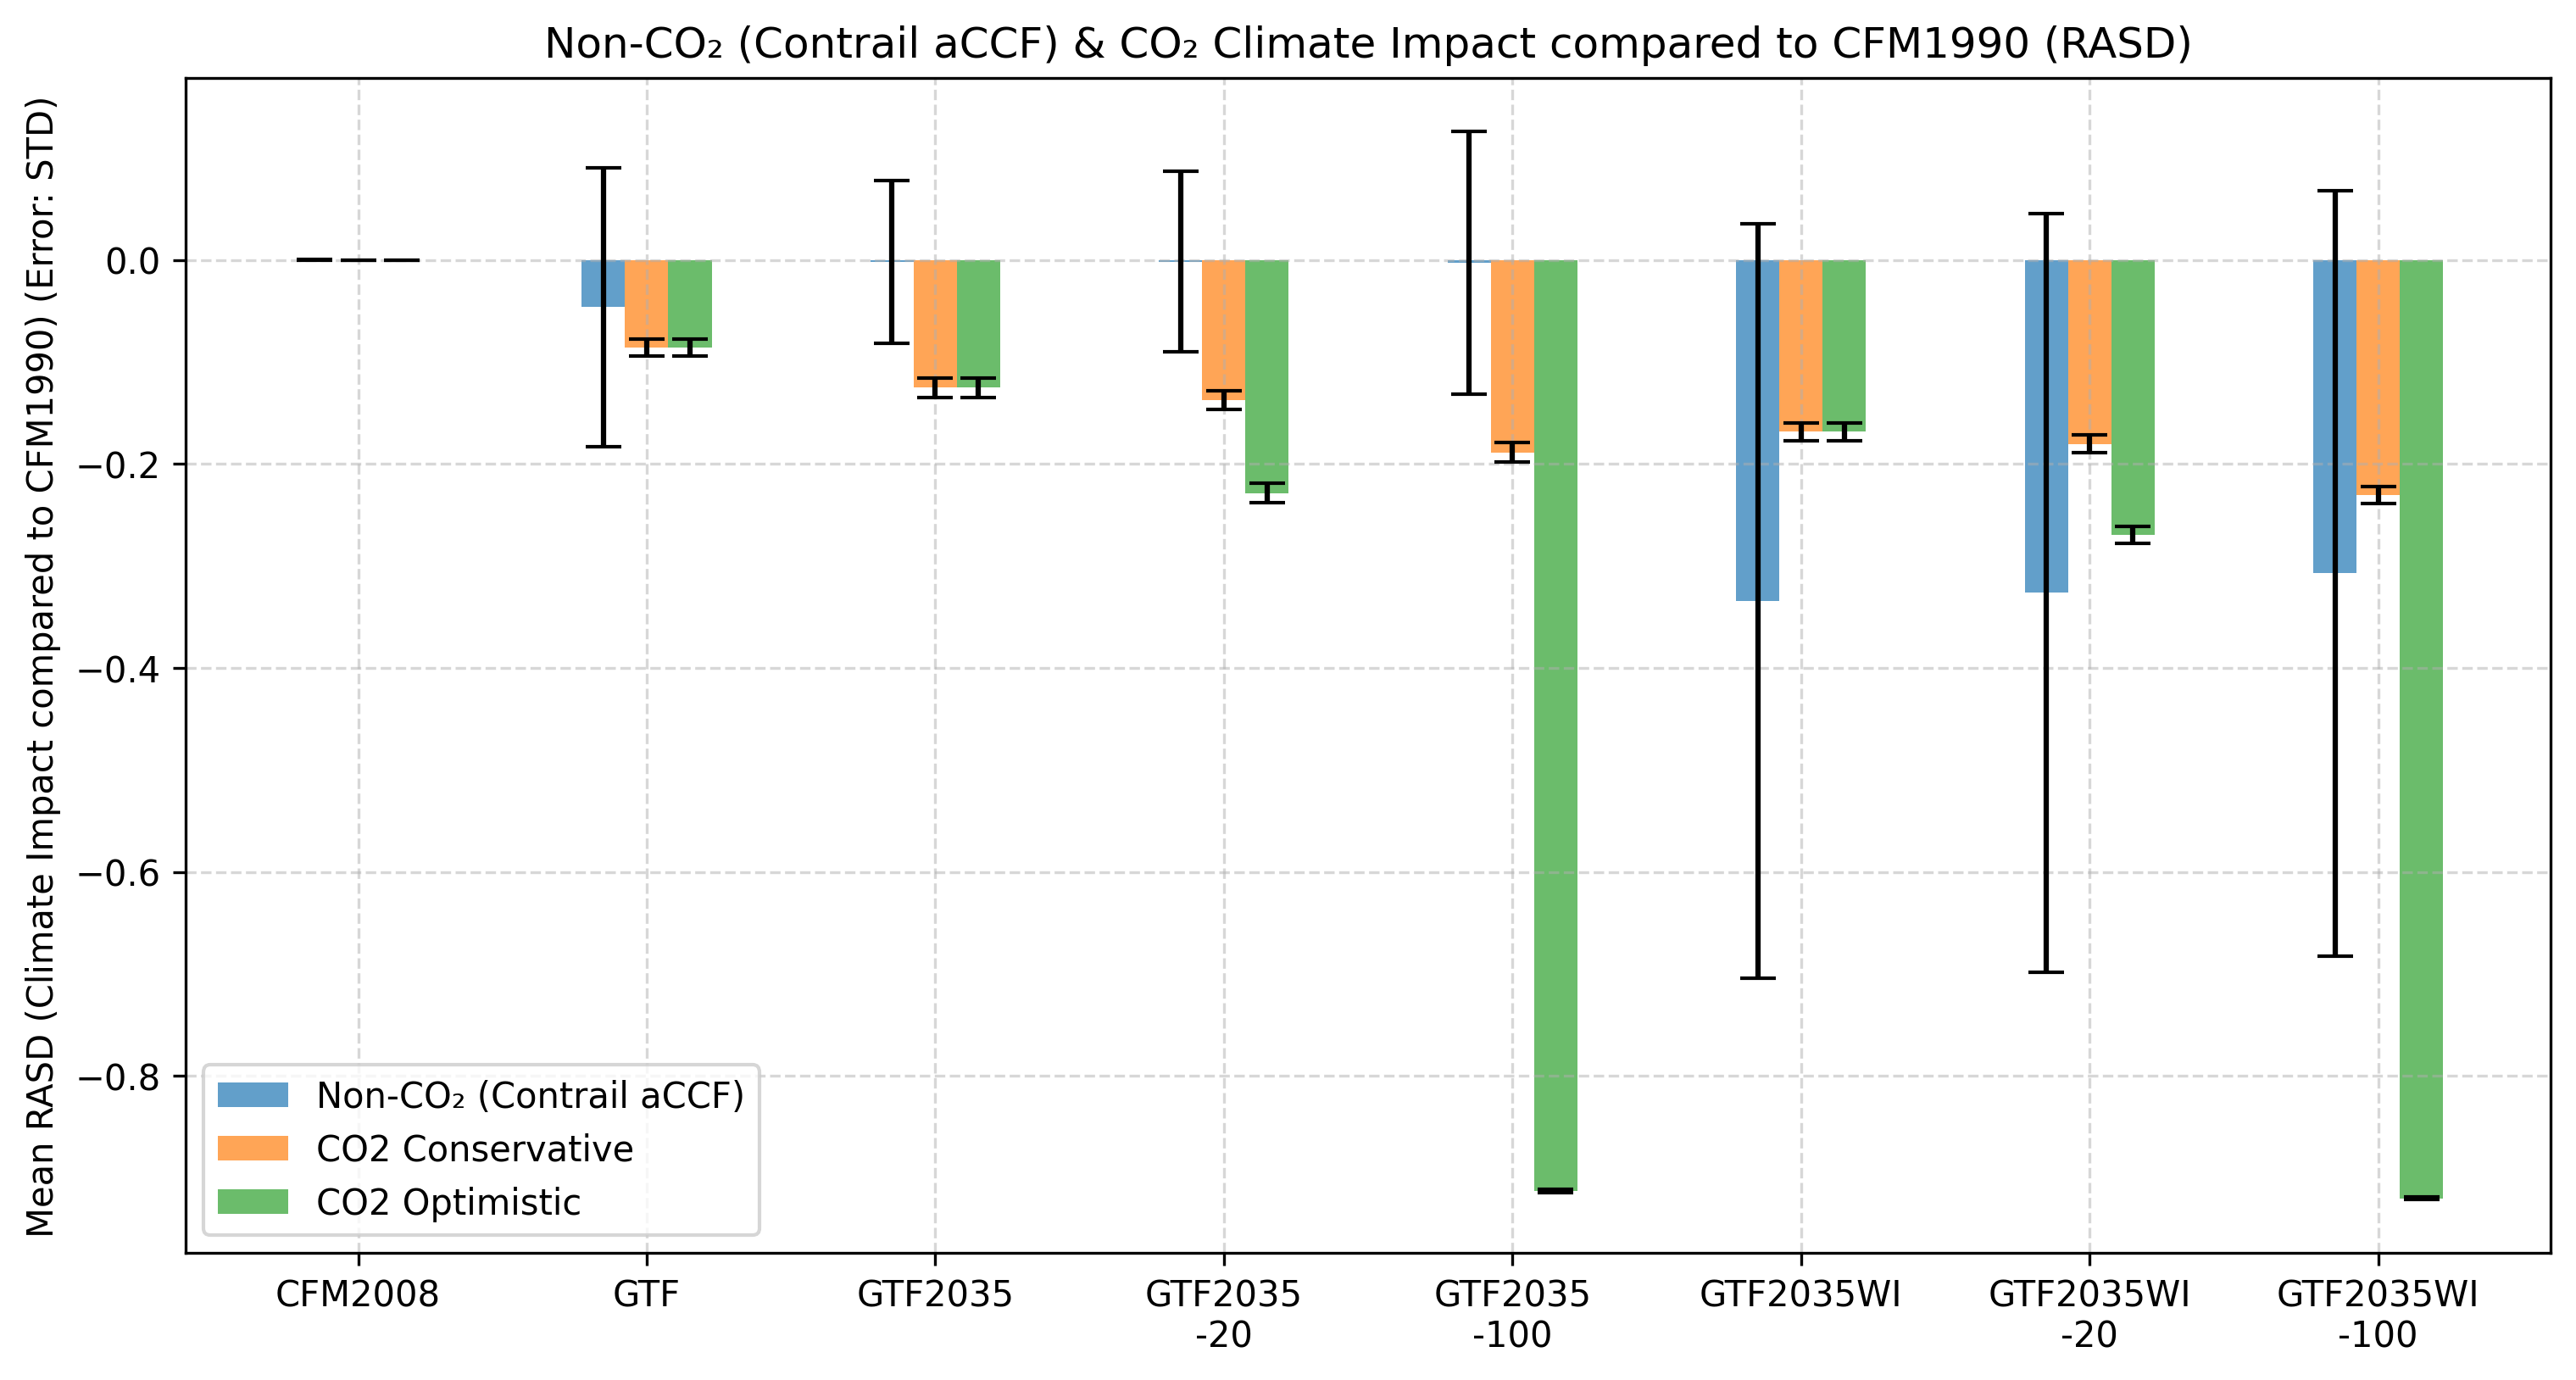 Non-CO₂ (Contrail aCCF) & CO₂ Climate Impact compared to CFM1990 (RASD)
Mean RASD (Climate Impact compared to CFM1990) (Error: STD)
0.0
−0.2
−0.4
−0.6
−0.8
Non-CO₂ (Contrail aCCF)
CO2 Conservative
CO2 Optimistic
CFM2008
GTF
GTF2035
GTF2035
-20
GTF2035
-100
GTF2035WI
GTF2035WI
-20
GTF2035WI
-100